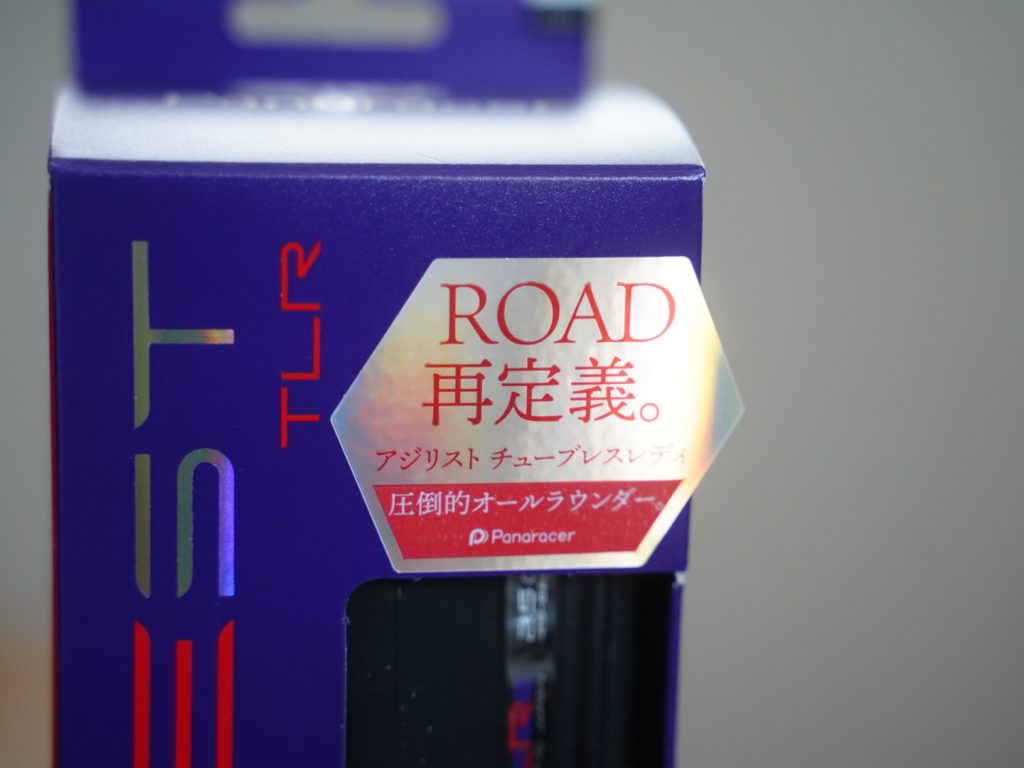 EST
TLR
ROAD
再定義。
アジリスト チューブレスレディ
圧倒的オールラウンダー。
Panaracer